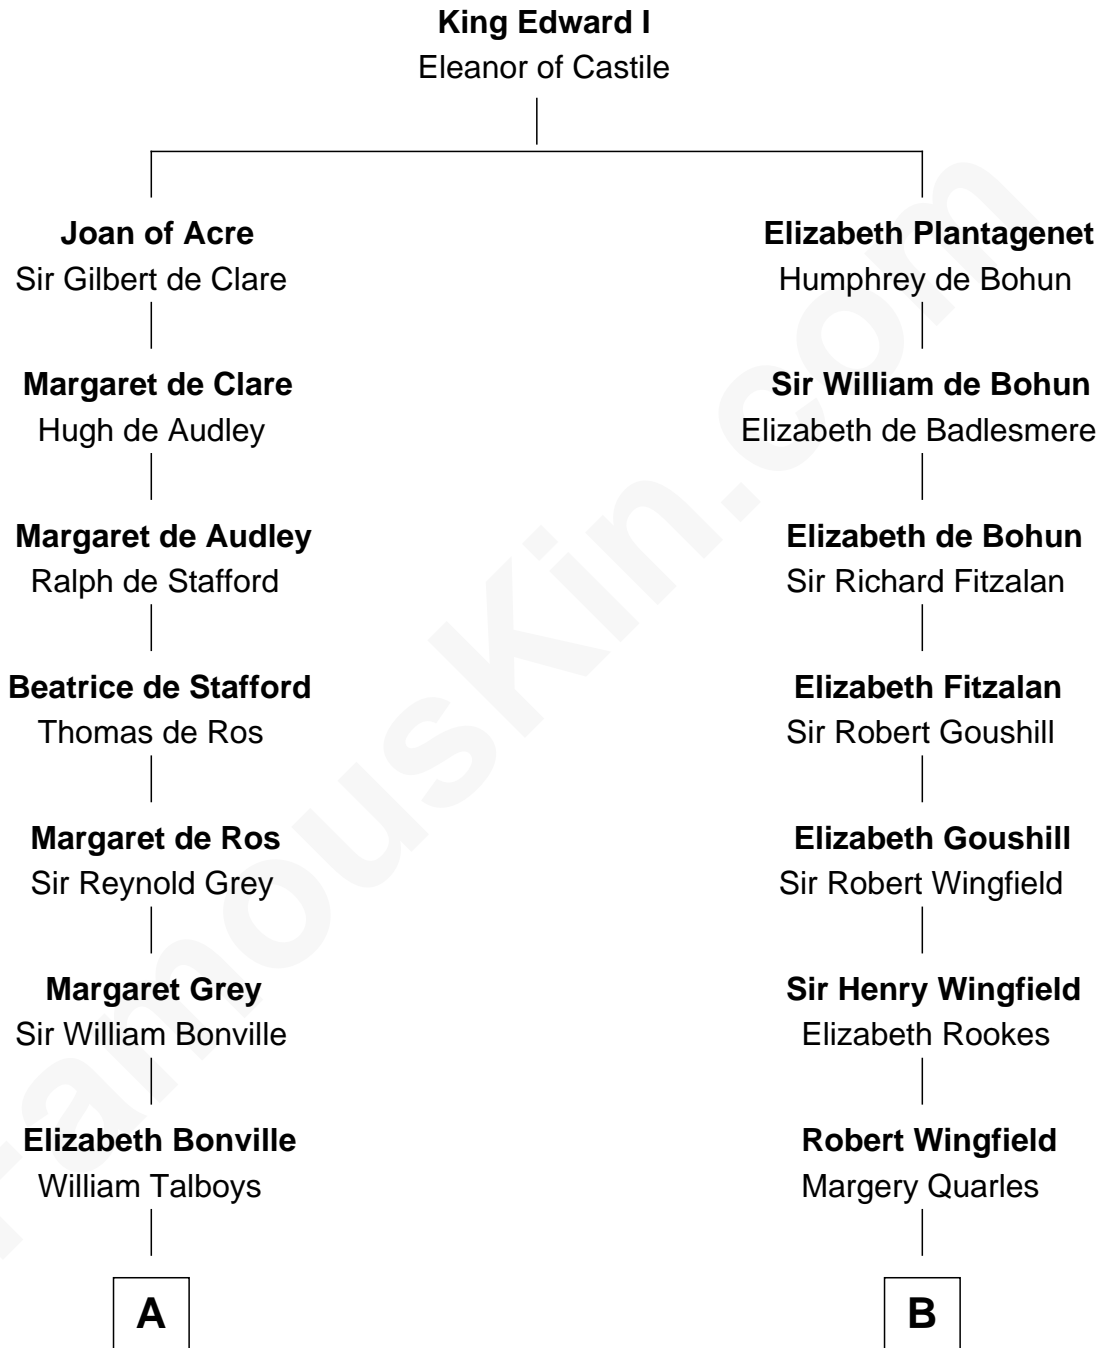 King Edward I
Eleanor of Castile
Joan of Acre
Sir Gilbert de Clare
Elizabeth Plantagenet
Humphrey de Bohun
Margaret de Clare
Hugh de Audley
Sir William de Bohun
Elizabeth de Badlesmere
Margaret de Audley
Ralph de Stafford
Elizabeth de Bohun
Sir Richard Fitzalan
Beatrice de Stafford
Thomas de Ros
Elizabeth Fitzalan
Sir Robert Goushill
Margaret de Ros
Sir Reynold Grey
Elizabeth Goushill
Sir Robert Wingfield
Margaret Grey
Sir William Bonville
Sir Henry Wingfield
Elizabeth Rookes
Elizabeth Bonville
William Talboys
Robert Wingfield
Margery Quarles
A
B
FamousKin.com